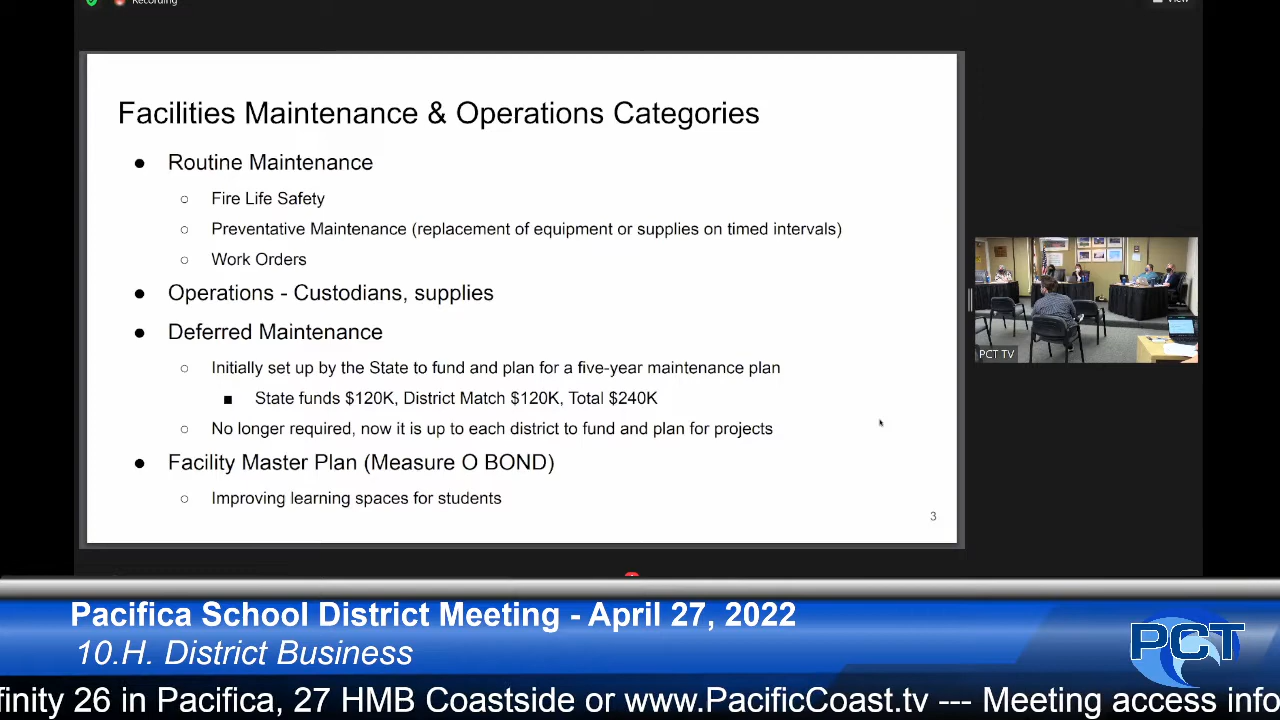 Recording
View
Facilities Maintenance & Operations Categories
● Routine Maintenance
○ Fire Life Safety
○ Preventative Maintenance (replacement of equipment or supplies on timed intervals)
○ Work Orders
● Operations - Custodians, supplies
● Deferred Maintenance
○ Initially set up by the State to fund and plan for a five-year maintenance plan
■ State funds $120K, District Match $120K, Total $240K
○ No longer required, now it is up to each district to fund and plan for projects
● Facility Master Plan (Measure O BOND)
○ Improving learning spaces for students
3
PCT TV
Pacifica School District Meeting - April 27, 2022
10.H. District Business
PCT
finity 26 in Pacifica, 27 HMB Coastside or www.PacificCoast.tv --- Meeting access info